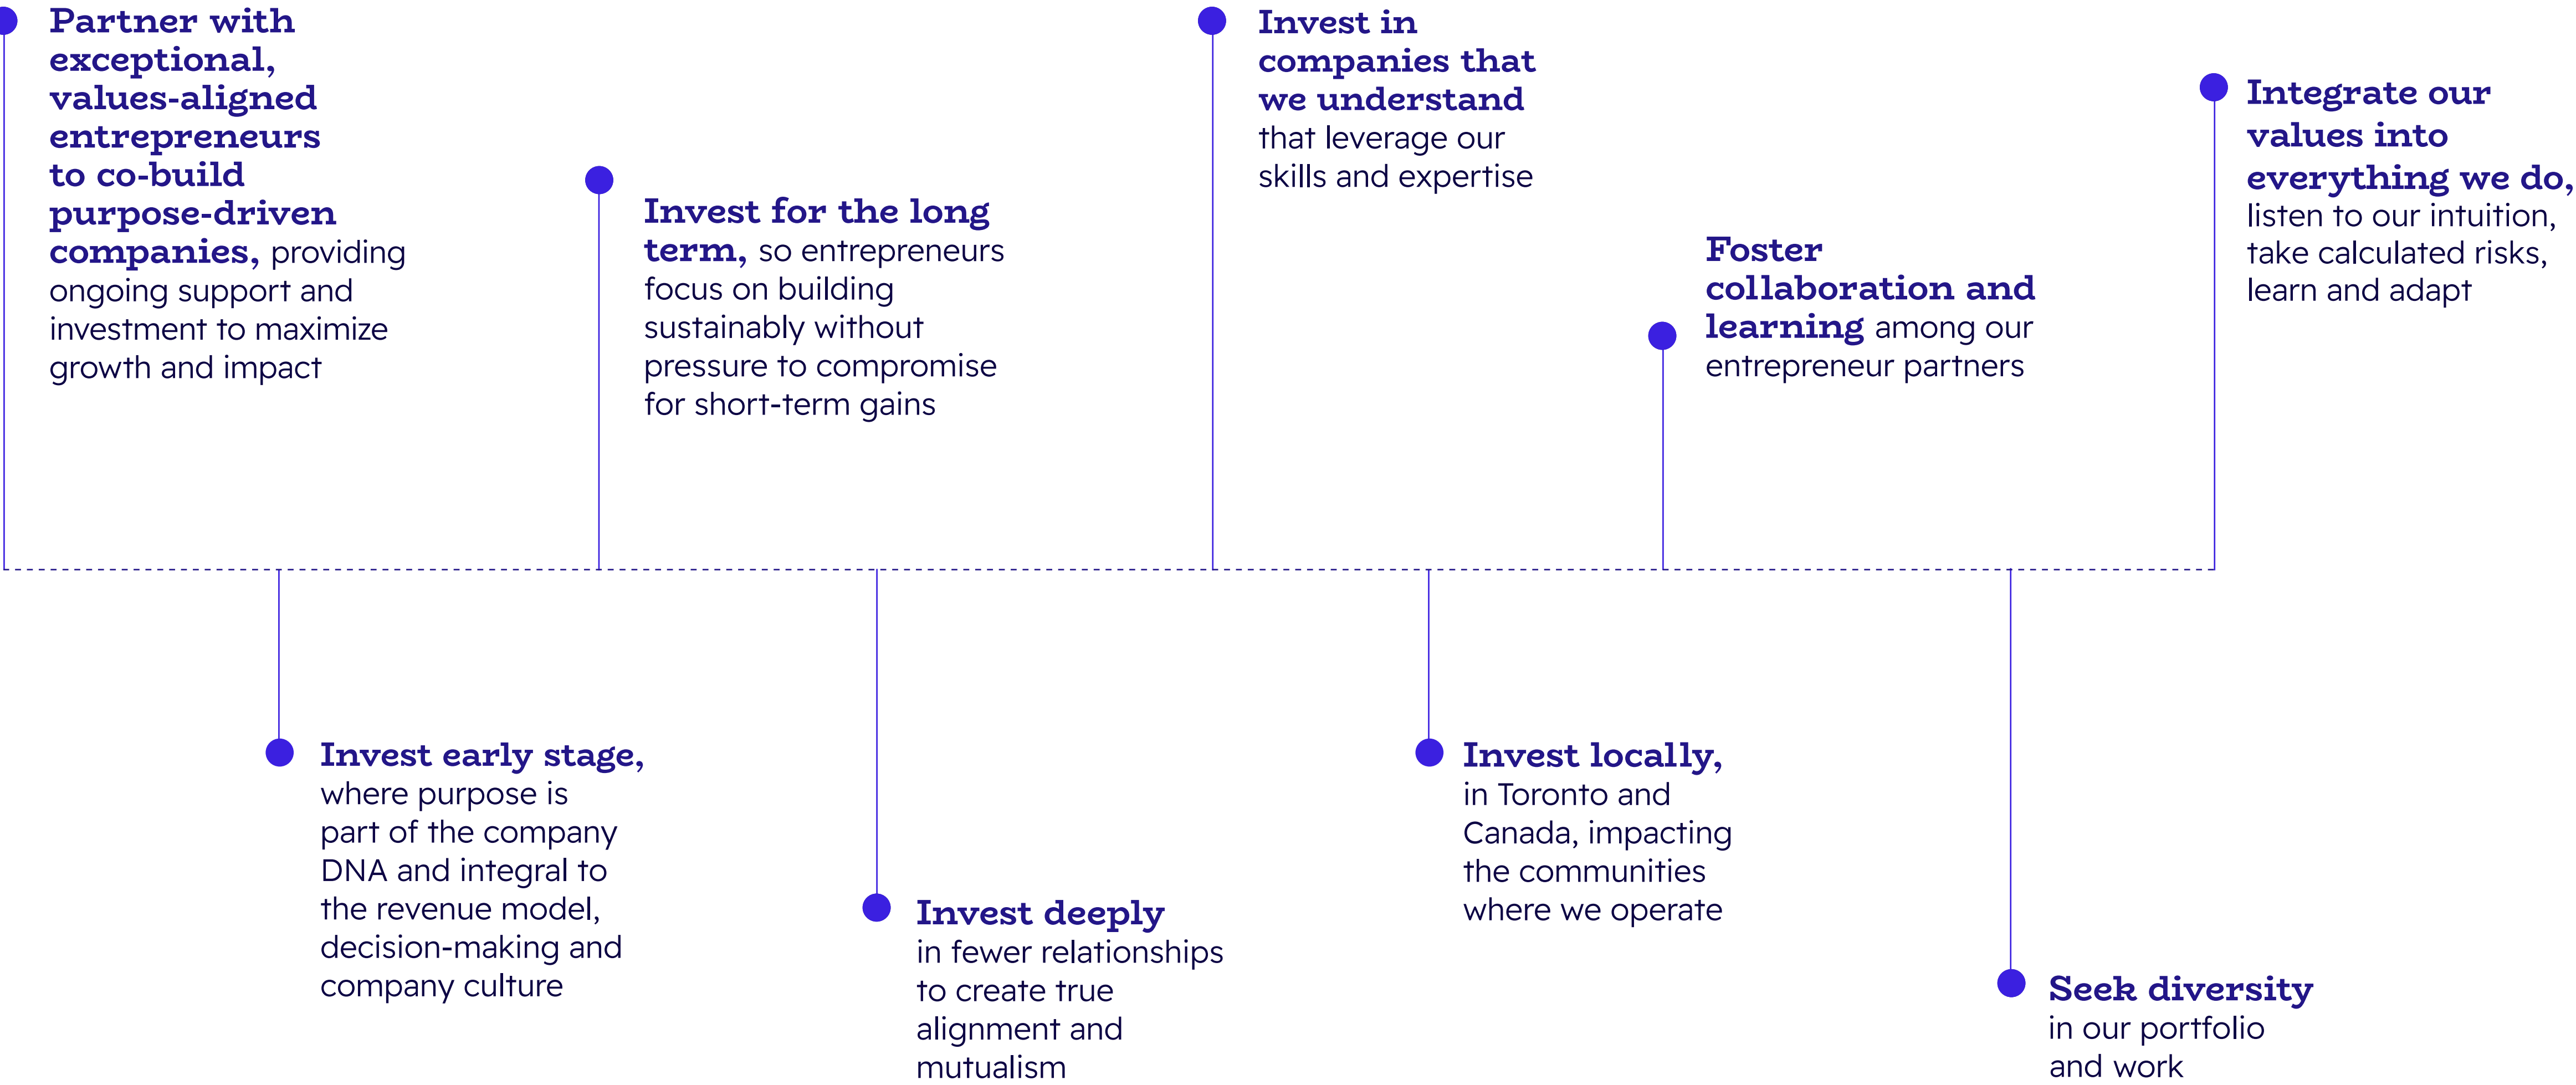 Partner with
exceptional,
values-aligned
entrepreneurs
to co-build
purpose-driven
companies, providing
ongoing support and
investment to maximize
growth and impact
Invest early stage,
where purpose is
part of the company
DNA and integral to
the revenue model,
decision-making and
company culture
Invest for the long
term, so entrepreneurs
focus on building
sustainably without
pressure to compromise
for short-term gains
Invest deeply
in fewer relationships
to create true
alignment and
mutualism
Invest in
companies that
we understand
that leverage our
skills and expertise
Invest locally,
in Toronto and
Canada, impacting
the communities
where we operate
Foster
collaboration and
learning among our
entrepreneur partners
Seek diversity
in our portfolio
and work
Integrate our
values into
everything we do,
listen to our intuition,
take calculated risks,
learn and adapt